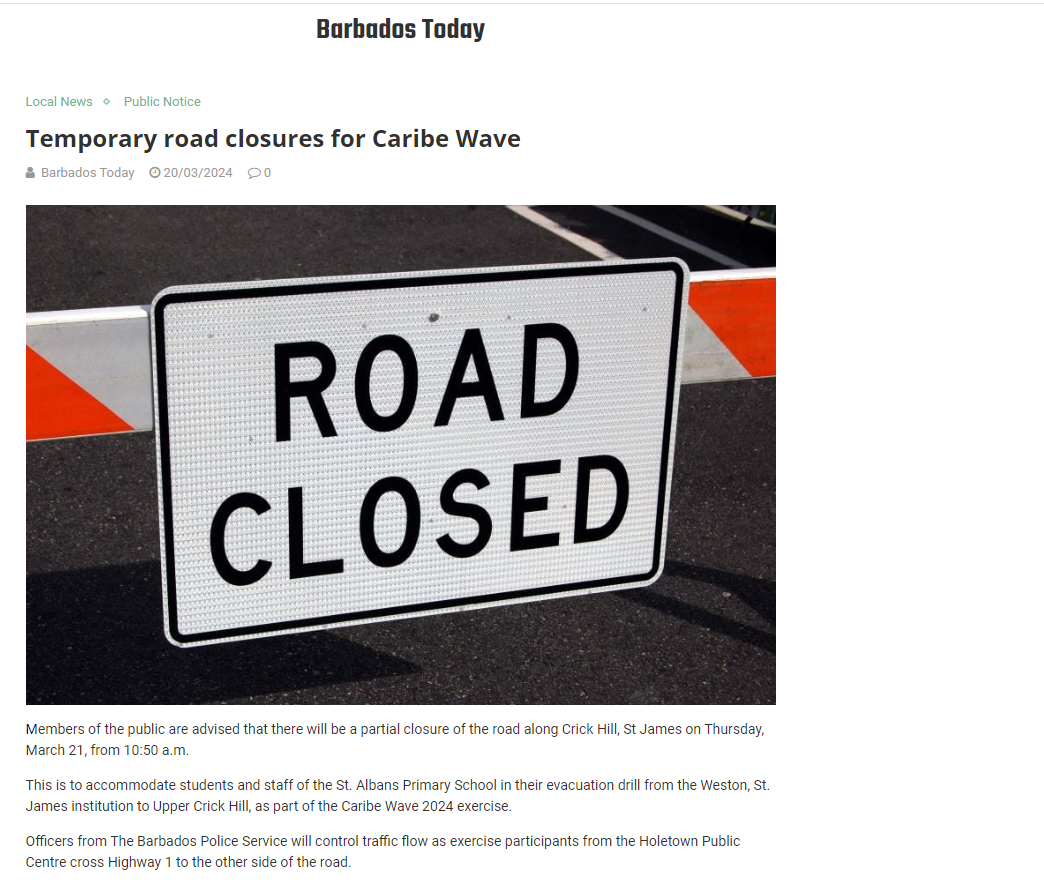 Barbados Today
Local News Public Notice
Temporary road closures for Caribe Wave
Barbados Today 20/03/2024 0
ROAD
CLOSED
Members of the public are advised that there will be a partial closure of the road along Crick Hill, St James on Thursday,
March 21, from 10:50 a.m.
This is to accommodate students and staff of the St. Albans Primary School in their evacuation drill from the Weston, St.
James institution to Upper Crick Hill, as part of the Caribe Wave 2024 exercise.
Officers from The Barbados Police Service will control traffic flow as exercise participants from the Holetown Public
Centre cross Highway 1 to the other side of the road.